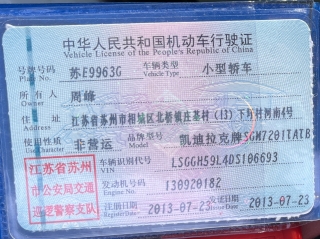 中华人民共和国机动车行驶证
Vehicle License of the People's Republic of China
号牌号码 苏E9963G 车辆类型 小型轿车
Plate No. Vehicle Type
所有人 周峰
Owner
住址 江苏省苏州市相城区北桥镇庄基村(13)下圩河南4号
Address
使用性质 非营运 品牌型号 凯迪拉克牌SGM7201TATB
Use Character Model
江苏省苏州 车辆识别代号 LSGGH59L4DS106693
VIN
市公安局交通 发动机号码 130920182
Engine No.
巡逻警察支队 注册日期 2013-07-23 发证日期 2013-07-23
Register Date Issue Date